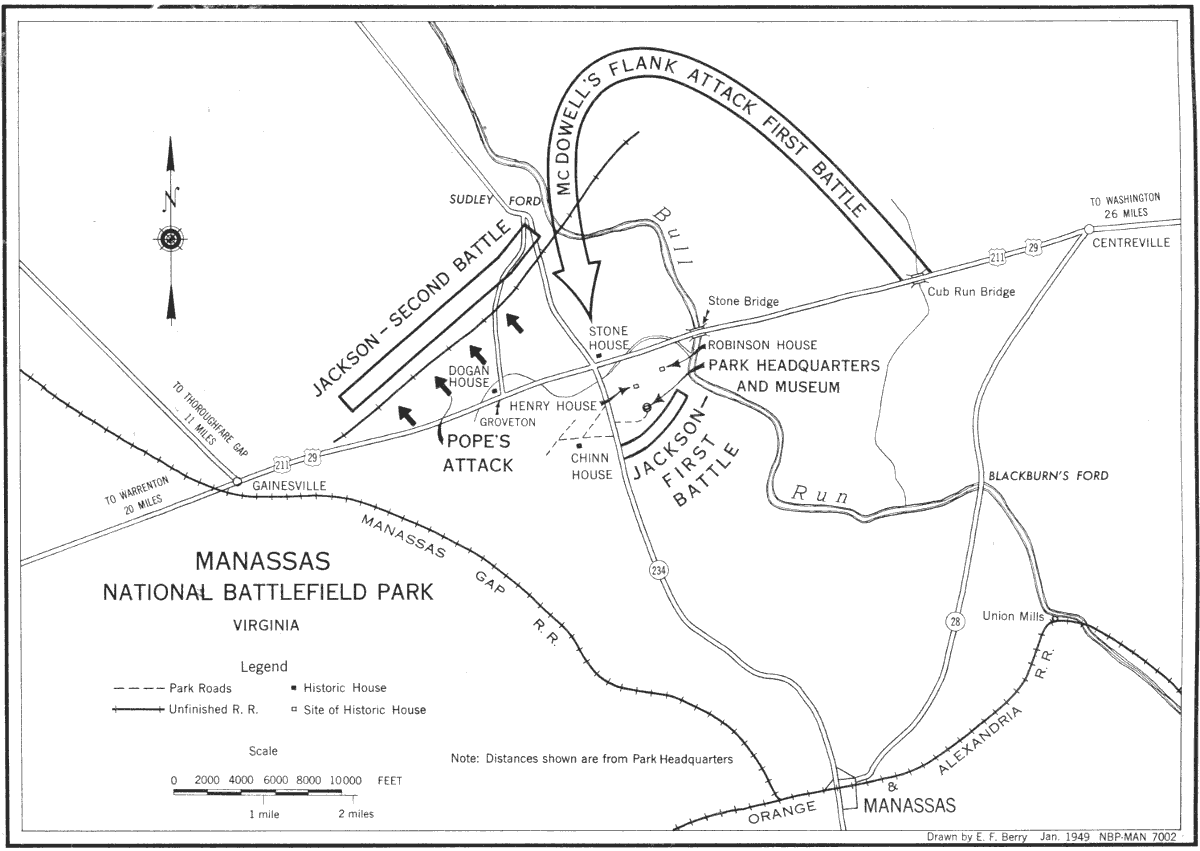 McDOWELL'S FLANK ATTACK FIRST BATTLE
N
SUDLEY FORD
Bull
TO WASHINGTON
26 MILES
211
29
CENTREVILLE
Cub Run Bridge
JACKSON – SECOND BATTLE
Stone Bridge
STONE
HOUSE
ROBINSON HOUSE
PARK HEADQUARTERS
AND MUSEUM
DOGAN
HOUSE
HENRY HOUSE
GROVETON
TO THOROUGHFARE GAP
11 MILES
POPE'S
ATTACK
CHINN
HOUSE
JACKSON–
FIRST
BATTLE
211
29
GAINESVILLE
TO WARRENTON
20 MILES
Run
BLACKBURN'S FORD
MANASSAS GAP R. R.
234
28
Union Mills
MANASSAS
NATIONAL BATTLEFIELD PARK
VIRGINIA
Legend
Park Roads
Historic House
Unfinished R. R.
Site of Historic House
Scale
0 2000 4000 6000 8000 10000 FEET
1 mile 2 miles
Note: Distances shown are from Park Headquarters
ORANGE & ALEXANDRIA R. R.
MANASSAS
Drawn by E. F. Berry Jan. 1949 NBP-MAN 7002